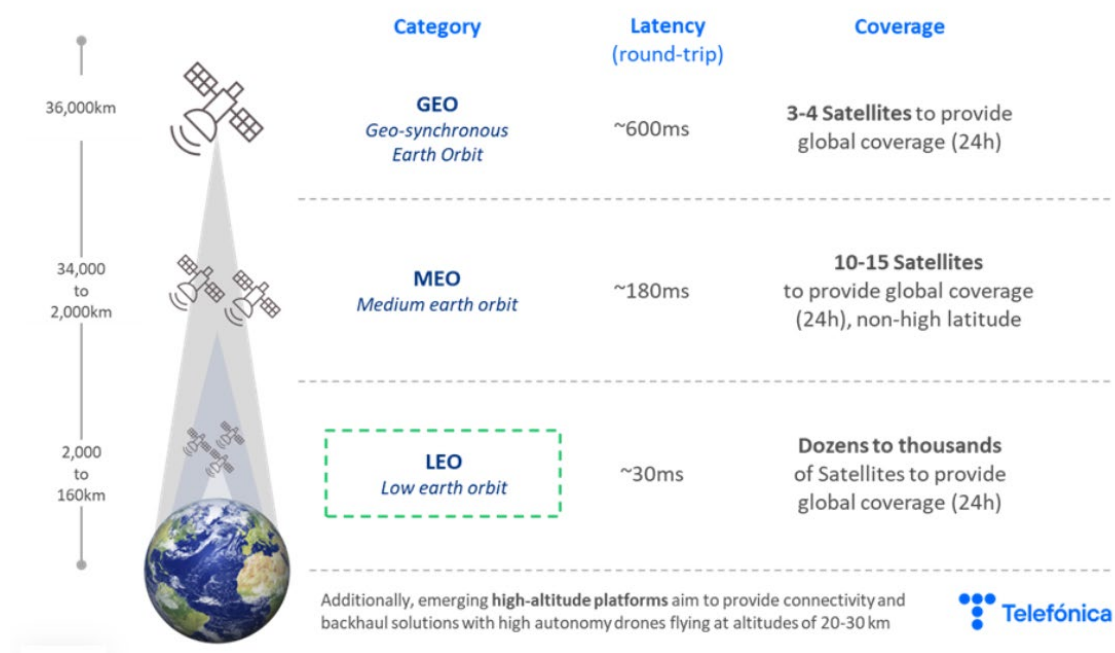 Category
Latency
(round-trip)
Coverage
36,000km
GEO
Geo-synchronous
Earth Orbit
~600ms
3-4 Satellites to provide
global coverage (24h)
34,000
to
2,000km
MEO
Medium earth orbit
~180ms
10-15 Satellites
to provide global coverage
(24h), non-high latitude
2,000
to
160km
LEO
Low earth orbit
~30ms
Dozens to thousands
of Satellites to provide
global coverage (24h)
Additionally, emerging high-altitude platforms aim to provide connectivity and
backhaul solutions with high autonomy drones flying at altitudes of 20-30 km
Telefónica